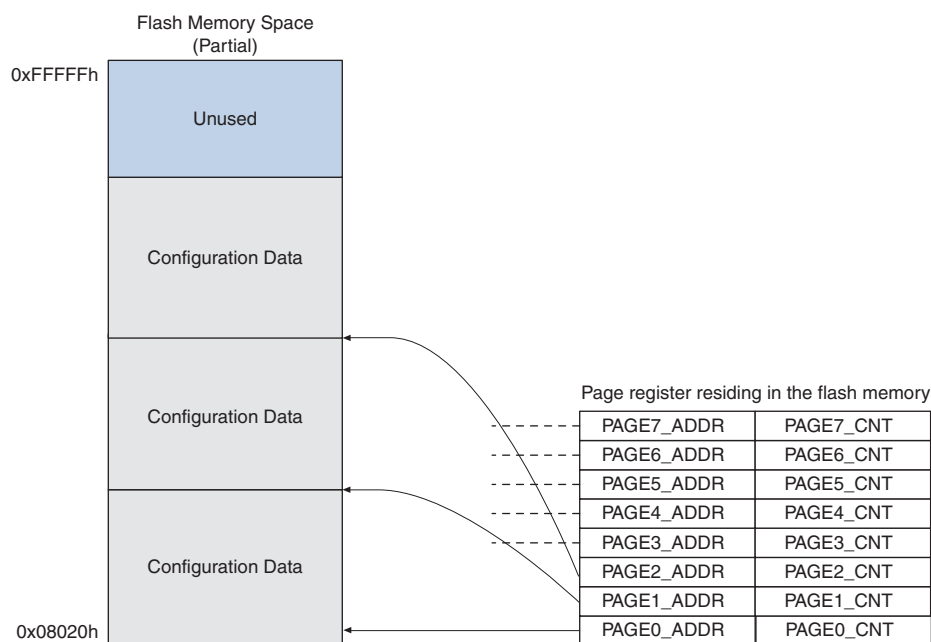 Flash Memory Space
(Partial)
0xFFFFFh
Unused
Configuration Data
Configuration Data
Configuration Data
0x08020h
Page register residing in the flash memory
PAGE7_ADDR PAGE7_CNT
PAGE6_ADDR PAGE6_CNT
PAGE5_ADDR PAGE5_CNT
PAGE4_ADDR PAGE4_CNT
PAGE3_ADDR PAGE3_CNT
PAGE2_ADDR PAGE2_CNT
PAGE1_ADDR PAGE1_CNT
PAGE0_ADDR PAGE0_CNT